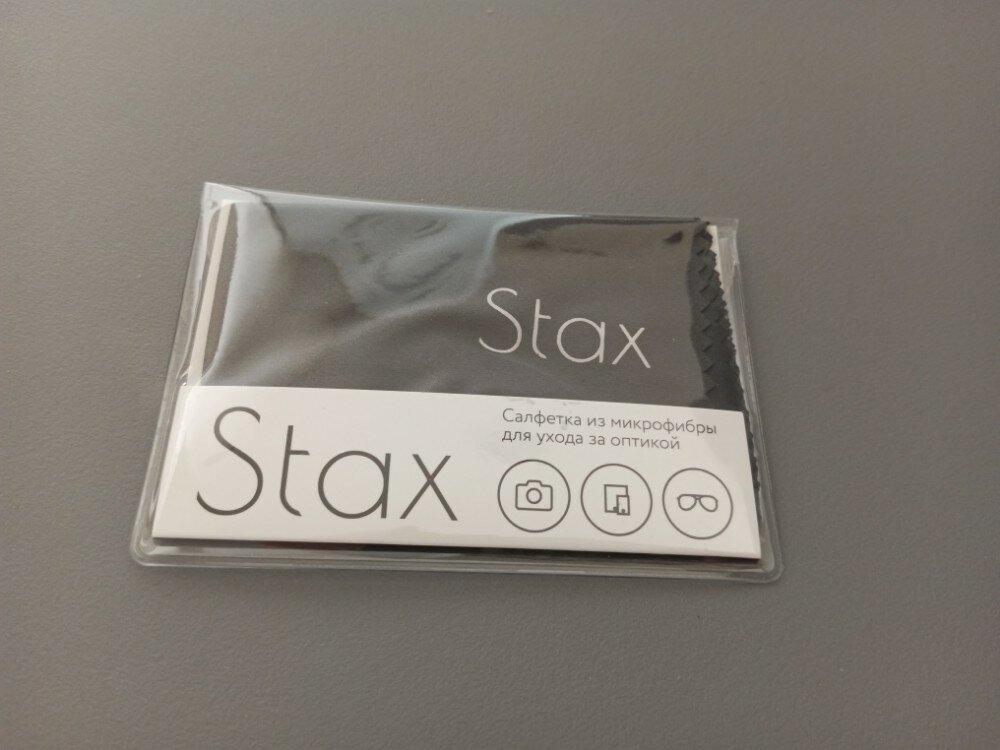 Stax
Stax
Салфетка из микрофибры
для ухода за оптикой